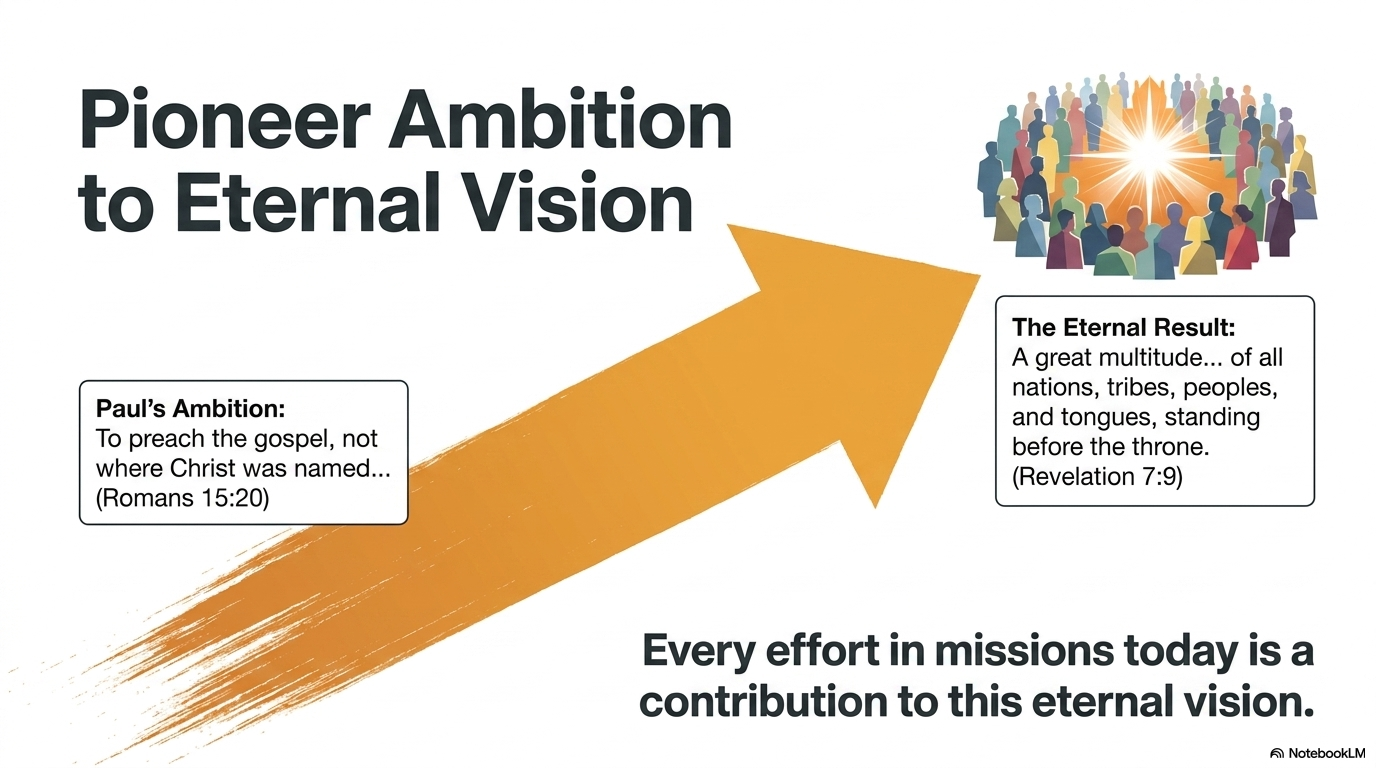 Pioneer Ambition
to Eternal Vision
Paul's Ambition:
To preach the gospel, not
where Christ was named...
(Romans 15:20)
The Eternal Result:
A great multitude... of all
nations, tribes, peoples,
and tongues, standing
before the throne.
(Revelation 7:9)
Every effort in missions today is a
contribution to this eternal vision.
NotebookLM